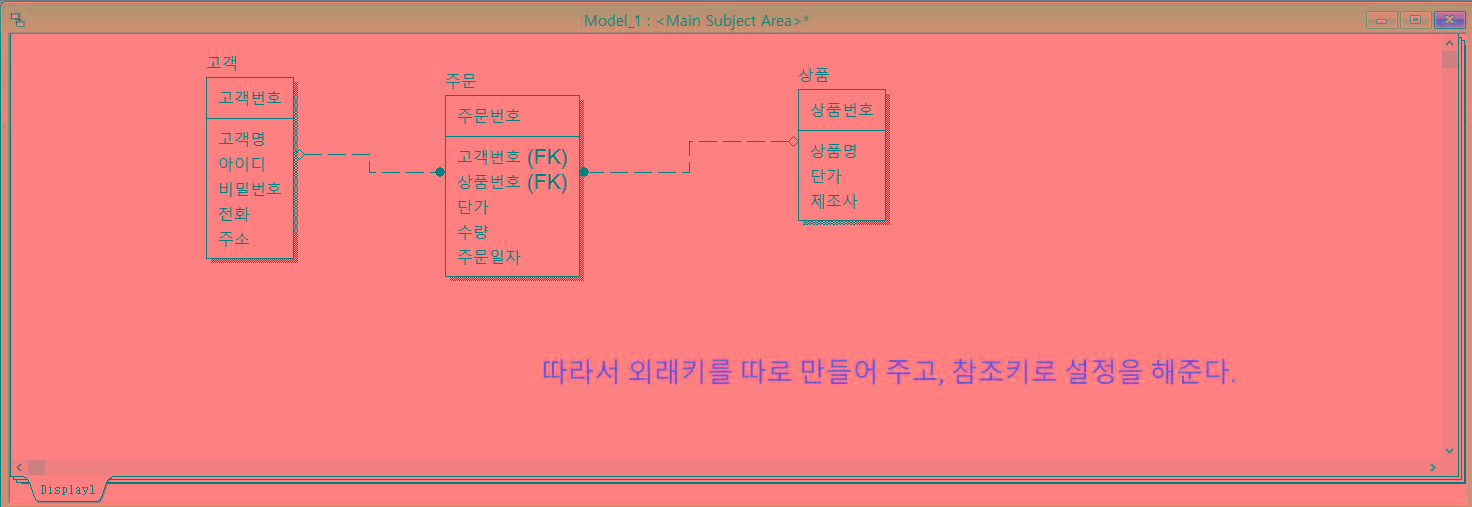 Model_1 : <Main Subject Area>*
고객
고객번호
고객명
아이디
비밀번호
전화
주소
주문
주문번호
고객번호 (FK)
상품번호 (FK)
단가
수량
주문일자
상품
상품번호
상품명
단가
제조사
따라서 외래키를 따로 만들어 주고, 참조키로 설정을 해준다.
Display1